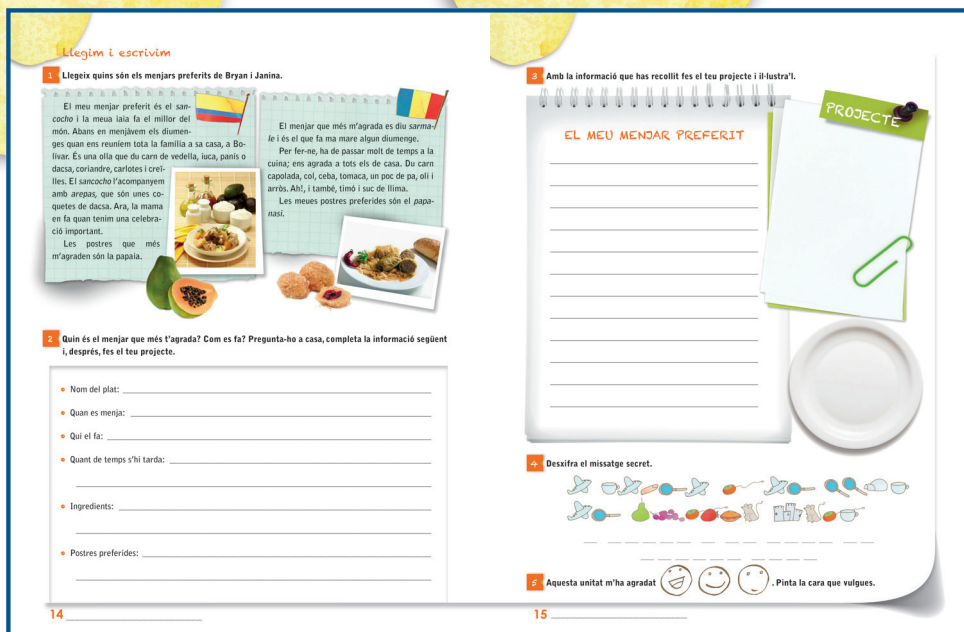 Llegim i escrivim
1 Llegeix quins són els menjars preferits de Bryan i Janina.
El meu menjar preferit és el san-
cocho i la meua iaia fa el millor del
món. Abans en menjàvem els diumen-
ges quan ens reuníem tota la família a sa casa, a Bo-
lívar. És una olla que du carn de vedella, iuca, panís o
dacsa, coriandre, carlotes i creï-
lles. El sancocho l'acompanyem
amb arepas, que són unes co-
quetes de dacsa. Ara, la mama
en fa quan tenim una celebra-
ció important.
Les postres que més
m'agraden són la papaia.
El menjar que més m'agrada es diu sarma-
le i és el que fa ma mare algun diumenge.
Per fer-ne, ha de passar molt de temps a la
cuina; ens agrada a tots els de casa. Du carn
capolada, col, ceba, tomaca, un poc de pa, oli i
arròs. Ah!, i també, timó i suc de llima.
Les meues postres preferides són el papa-
nasi.
2 Quin és el menjar que més t'agrada? Com es fa? Pregunta-ho a casa, completa la informació següent
i, després, fes el teu projecte.
Nom del plat:
Quan es menja:
Qui el fa:
Quant de temps s'hi tarda:
Ingredients:
Postres preferides:
14
3 Amb la informació que has recollit fes el teu projecte i il·lustra'l.
EL MEU MENJAR PREFERIT
PROJECTE
4 Desxifra el missatge secret.
5 Aquesta unitat m'ha agradat . Pinta la cara que vulgues.
15